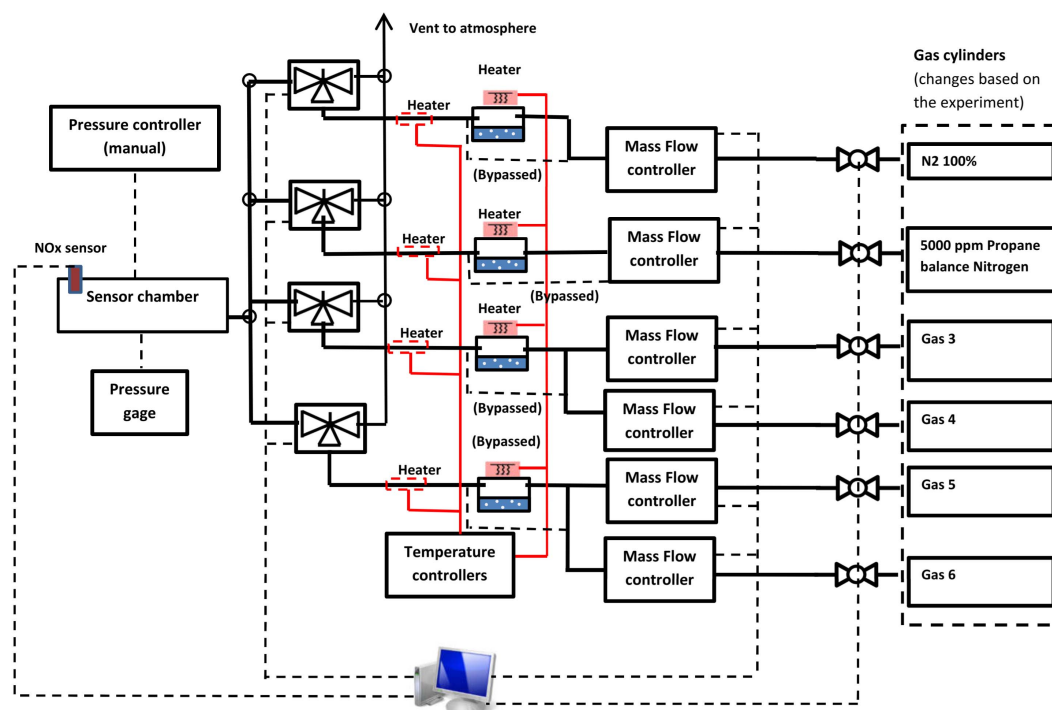 Vent to atmosphere
Gas cylinders
(changes based on
the experiment)
Heater
Heater
Pressure controller
(manual)
Mass Flow
controller
N2 100%
(Bypassed)
Heater
NOx sensor
Heater
Mass Flow
controller
5000 ppm Propane
balance Nitrogen
Sensor chamber
(Bypassed)
Heater
Heater
Mass Flow
controller
Gas 3
Pressure
gage
(Bypassed)
Mass Flow
controller
Gas 4
(Bypassed)
Heater
Mass Flow
controller
Gas 5
Temperature
controllers
Mass Flow
controller
Gas 6